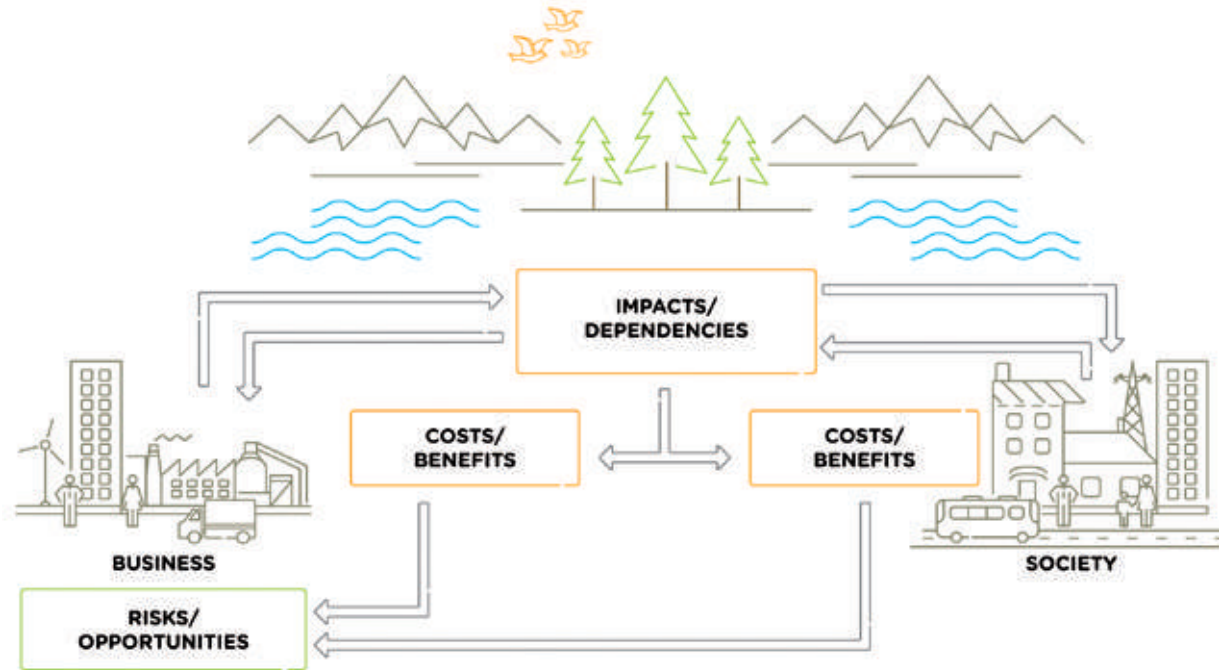 IMPACTS/
DEPENDENCIES
COSTS/
BENEFITS
COSTS/
BENEFITS
BUSINESS
SOCIETY
RISKS/
OPPORTUNITIES